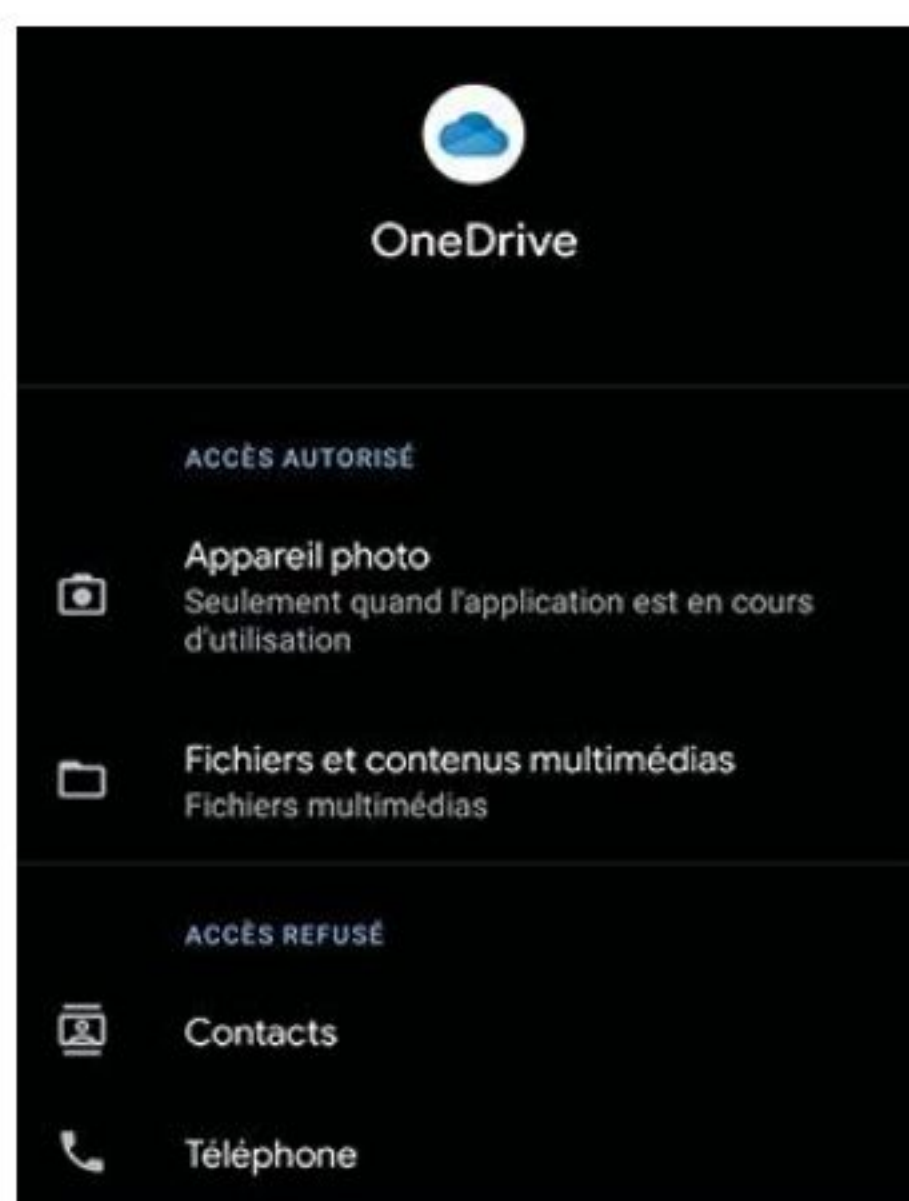 OneDrive
ACCÈS AUTORISÉ
Appareil photo
Seulement quand l'application est en cours
d'utilisation
Fichiers et contenus multimédias
Fichiers multimédias
ACCÈS REFUSÉ
Contacts
Téléphone